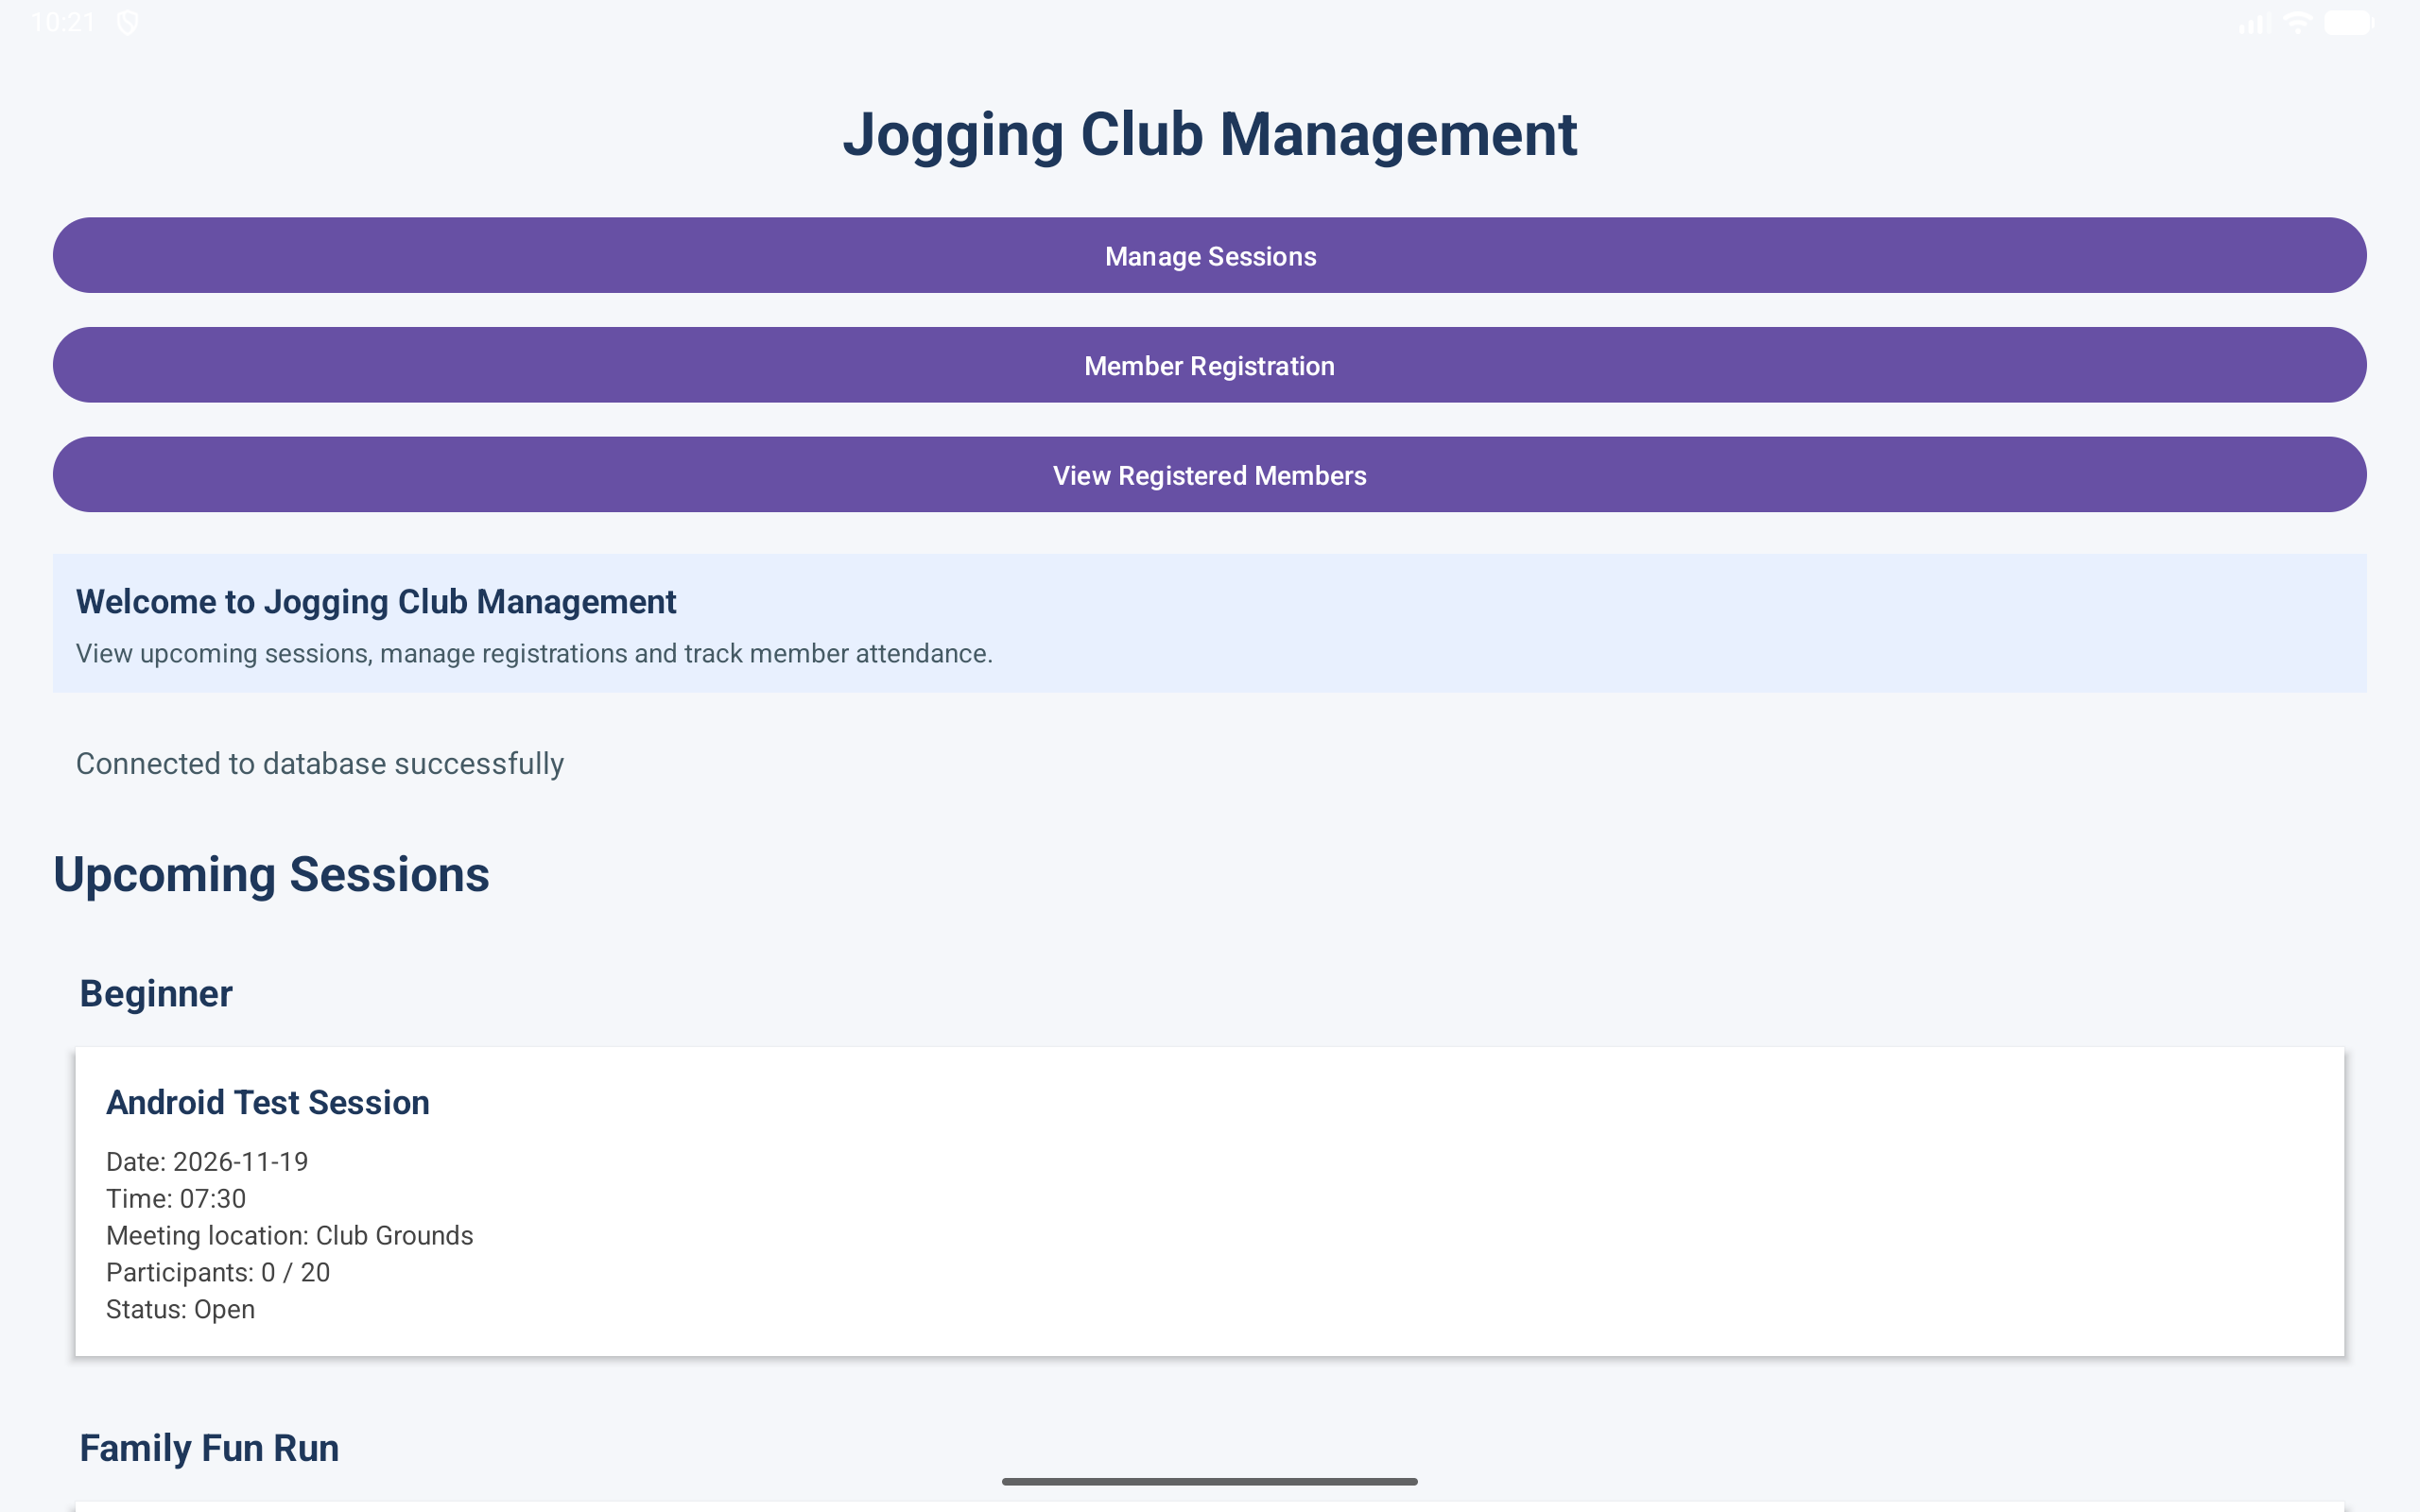 10:21
Jogging Club Management
Manage Sessions
Member Registration
View Registered Members
Welcome to Jogging Club Management
View upcoming sessions, manage registrations and track member attendance.
Connected to database successfully
Upcoming Sessions
Beginner
Android Test Session
Date: 2026-11-19
Time: 07:30
Meeting location: Club Grounds
Participants: 0 / 20
Status: Open
Family Fun Run